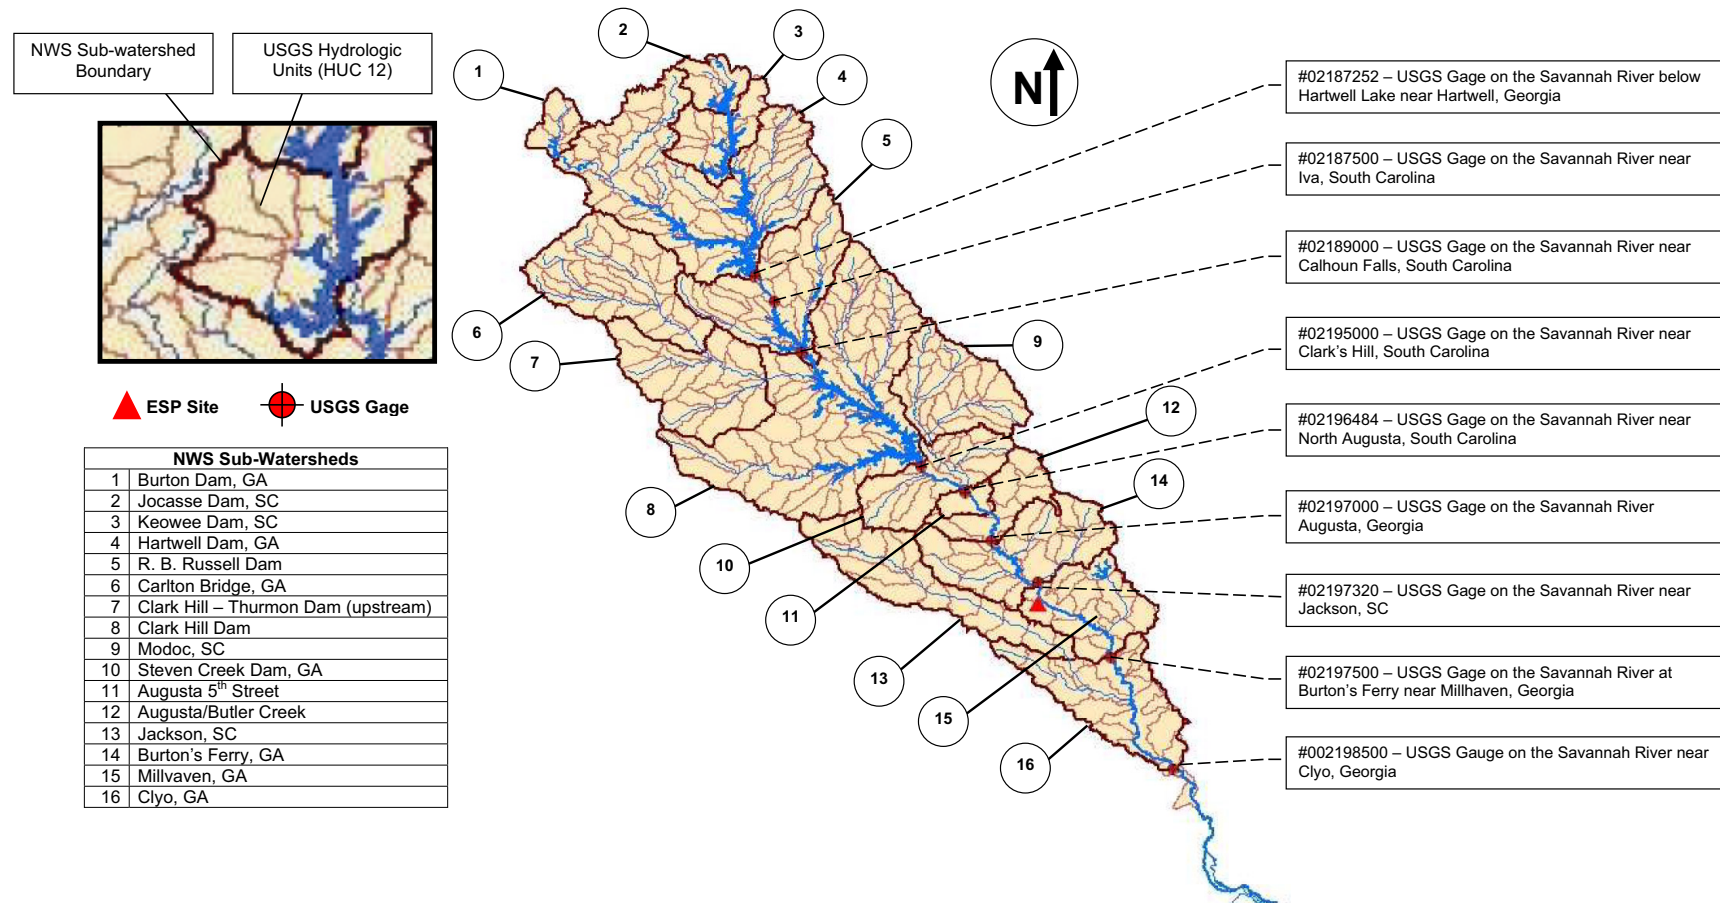 NWS Sub-watershed
Boundary
USGS Hydrologic
Units (HUC 12)
ESP Site
USGS Gage
NWS Sub-Watersheds
1 Burton Dam, GA
2 Jocasse Dam, SC
3 Keowee Dam, SC
4 Hartwell Dam, GA
5 R. B. Russell Dam
6 Carlton Bridge, GA
7 Clark Hill – Thurmon Dam (upstream)
8 Clark Hill Dam
9 Modoc, SC
10 Steven Creek Dam, GA
11 Augusta 5th Street
12 Augusta/Butler Creek
13 Jackson, SC
14 Burton's Ferry, GA
15 Millvaven, GA
16 Clyo, GA
1
2
3
4
5
6
7
8
9
10
11
12
13
14
15
16
N
#02187252 – USGS Gage on the Savannah River below
Hartwell Lake near Hartwell, Georgia
#02187500 – USGS Gage on the Savannah River near
Iva, South Carolina
#02189000 – USGS Gage on the Savannah River near
Calhoun Falls, South Carolina
#02195000 – USGS Gage on the Savannah River near
Clark's Hill, South Carolina
#02196484 – USGS Gage on the Savannah River near
North Augusta, South Carolina
#02197000 – USGS Gage on the Savannah River
Augusta, Georgia
#02197320 – USGS Gage on the Savannah River near
Jackson, SC
#02197500 – USGS Gage on the Savannah River at
Burton's Ferry near Millhaven, Georgia
#002198500 – USGS Gauge on the Savannah River near
Clyo, Georgia